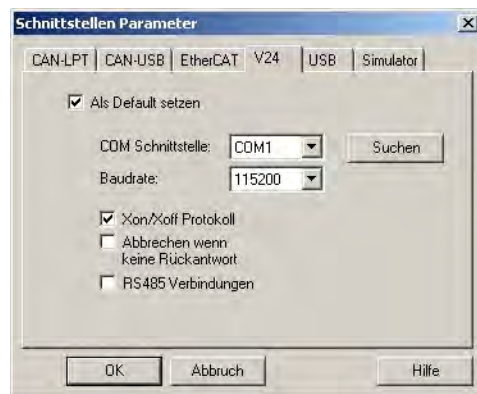 Schnittstellen Parameter
CAN-LPT CAN-USB EtherCAT V24 USB Simulator
Als Default setzen
COM Schnittstelle: COM1 Suchen
Baudrate: 115200
Xon/Xoff Protokoll
Abbrechen wenn
keine Rückantwort
RS485 Verbindungen
OK Abbruch Hilfe